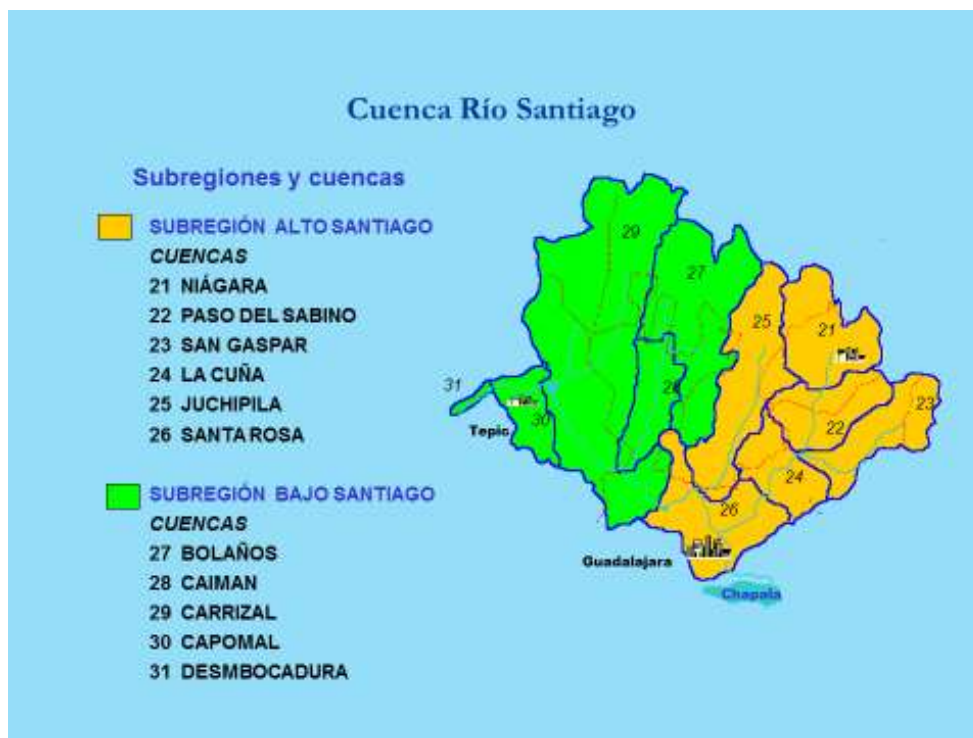 Cuenca Río Santiago
Subregiones y cuencas
SUBREGIÓN ALTO SANTIAGO
CUENCAS
21 NIÁGARA
22 PASO DEL SABINO
23 SAN GASPAR
24 LA CUÑA
25 JUCHIPILA
26 SANTA ROSA
SUBREGIÓN BAJO SANTIAGO
CUENCAS
27 BOLAÑOS
28 CAIMAN
29 CARRIZAL
30 CAPOMAL
31 DESMBOCADURA
29
27
25
21
31
28
30
23
Tepic
22
24
26
Guadalajara
Chapala